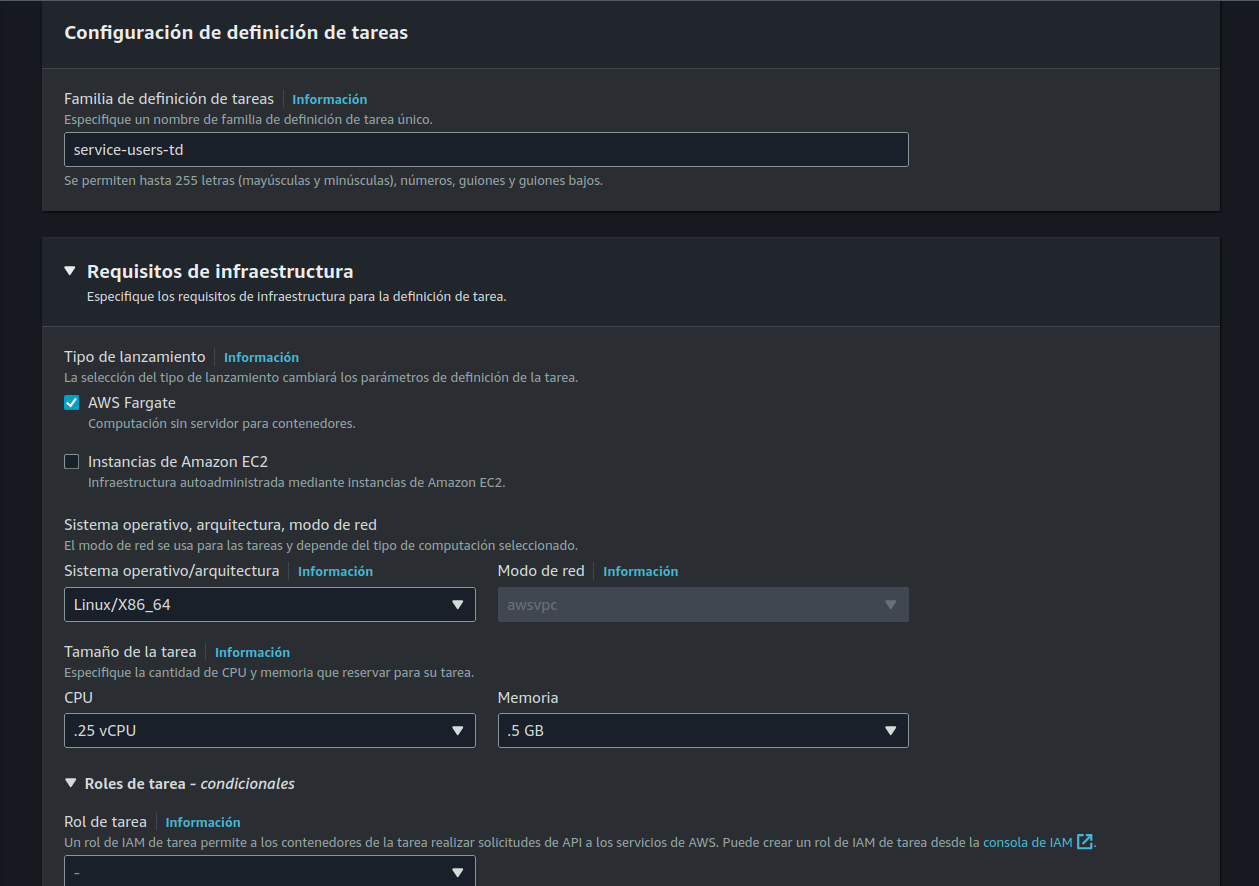 Configuración de definición de tareas
Familia de definición de tareas Información
Especifique un nombre de familia de definición de tarea único.
service-users-td
Se permiten hasta 255 letras (mayúsculas y minúsculas), números, guiones y guiones bajos.
Requisitos de infraestructura
Especifique los requisitos de infraestructura para la definición de tarea.
Tipo de lanzamiento Información
La selección del tipo de lanzamiento cambiará los parámetros de definición de la tarea.
AWS Fargate
Computación sin servidor para contenedores.
Instancias de Amazon EC2
Infraestructura autoadministrada mediante instancias de Amazon EC2.
Sistema operativo, arquitectura, modo de red
El modo de red se usa para las tareas y depende del tipo de computación seleccionado.
Sistema operativo/arquitectura Información Modo de red Información
Linux/X86_64 awsvpc
Tamaño de la tarea Información
Especifique la cantidad de CPU y memoria que reservar para su tarea.
CPU Memoria
.25 vCPU .5 GB
Roles de tarea - condicionales
Rol de tarea Información
Un rol de IAM de tarea permite a los contenedores de la tarea realizar solicitudes de API a los servicios de AWS. Puede crear un rol de IAM de tarea desde la consola de IAM.
-